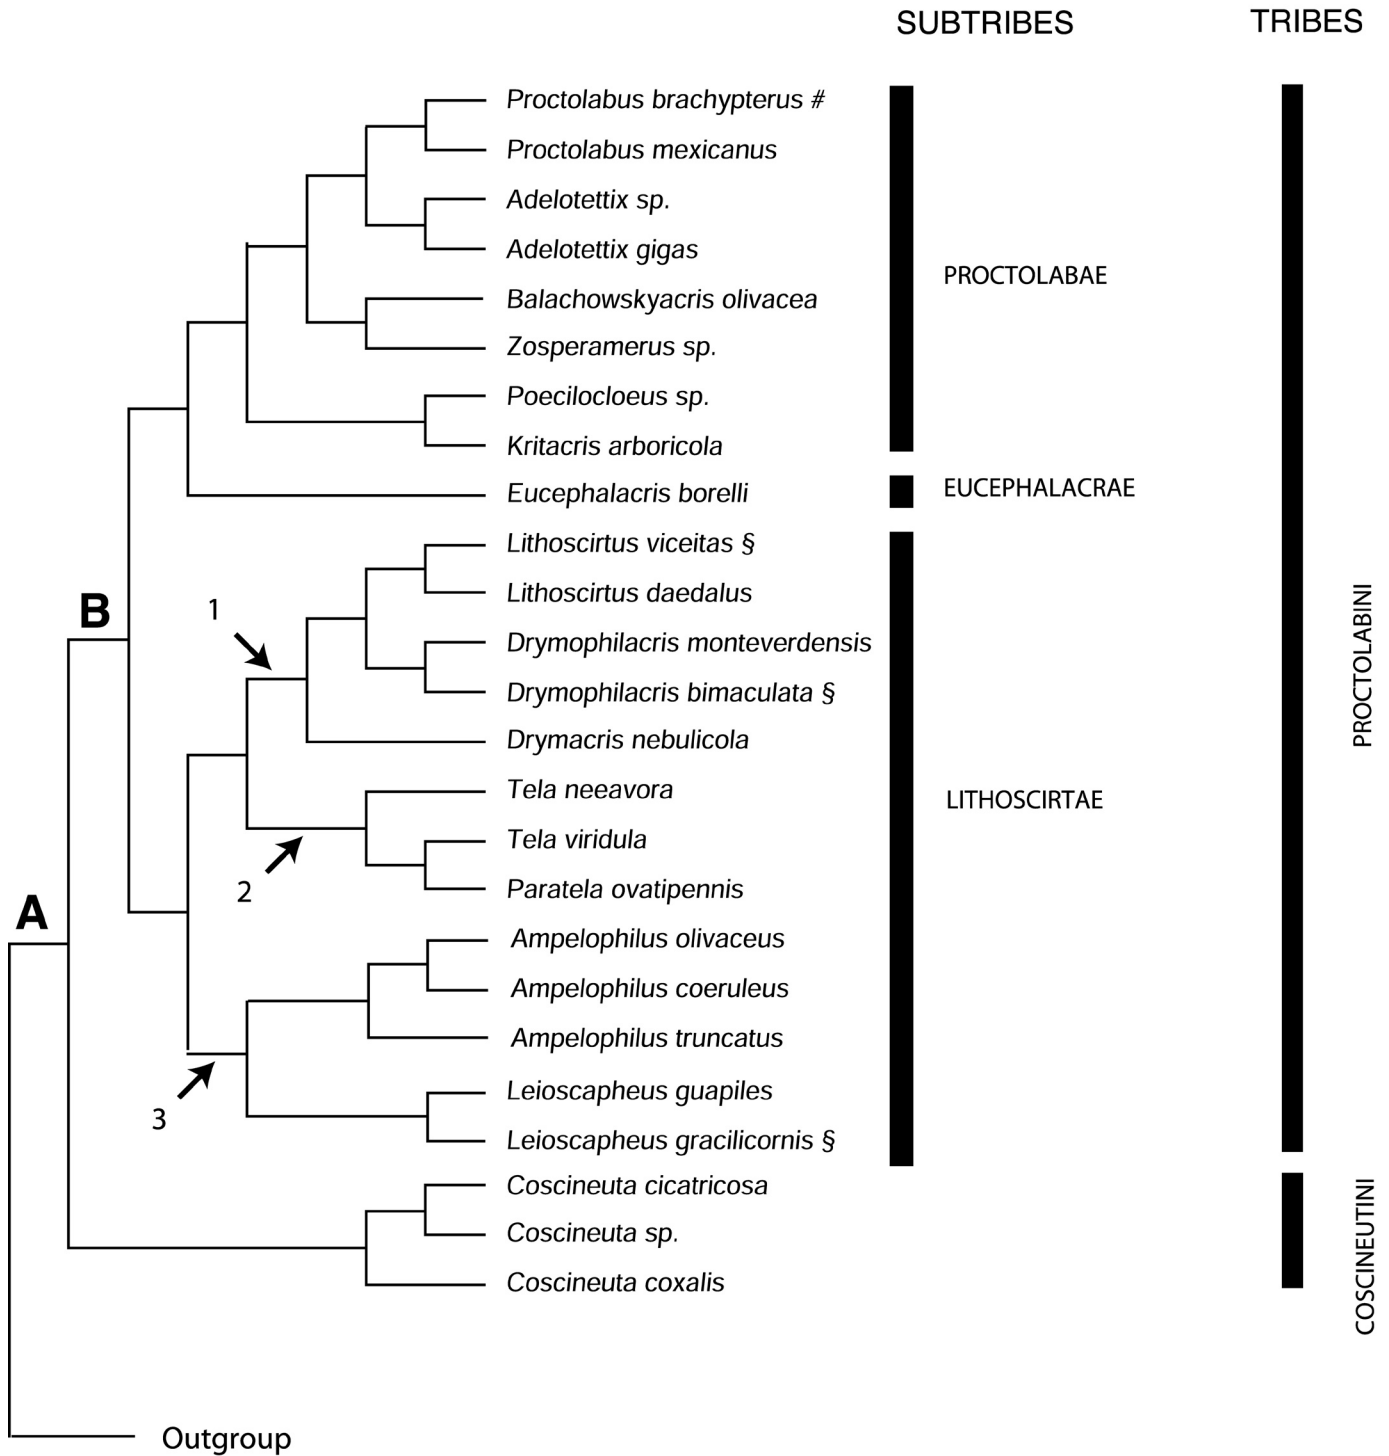 SUBTRIBES TRIBES
Proctolabus brachypterus #
Proctolabus mexicanus
Adelotettix sp.
Adelotettix gigas
PROCTOLABAE
Balachowskyacris olivacea
Zosperamerus sp.
Poecilocloeus sp.
Kritacris arboricola
Eucephalacris borelli
EUCEPHALACRAE
Lithoscirtus viceitas §
Lithoscirtus daedalus
B
1
Drymophilacris monteverdensis
Drymophilacris bimaculata §
PROCTOLABINI
Drymacris nebulicola
Tela neeavora
LITHOSCIRTAE
Tela viridula
2
Paratela ovatipennis
A
Ampelophilus olivaceus
Ampelophilus coeruleus
Ampelophilus truncatus
Leioscapheus guapiles
3
Leioscapheus gracilicornis §
Coscineuta cicatricosa
Coscineuta sp.
COSCINEUTINI
Coscineuta coxalis
Outgroup